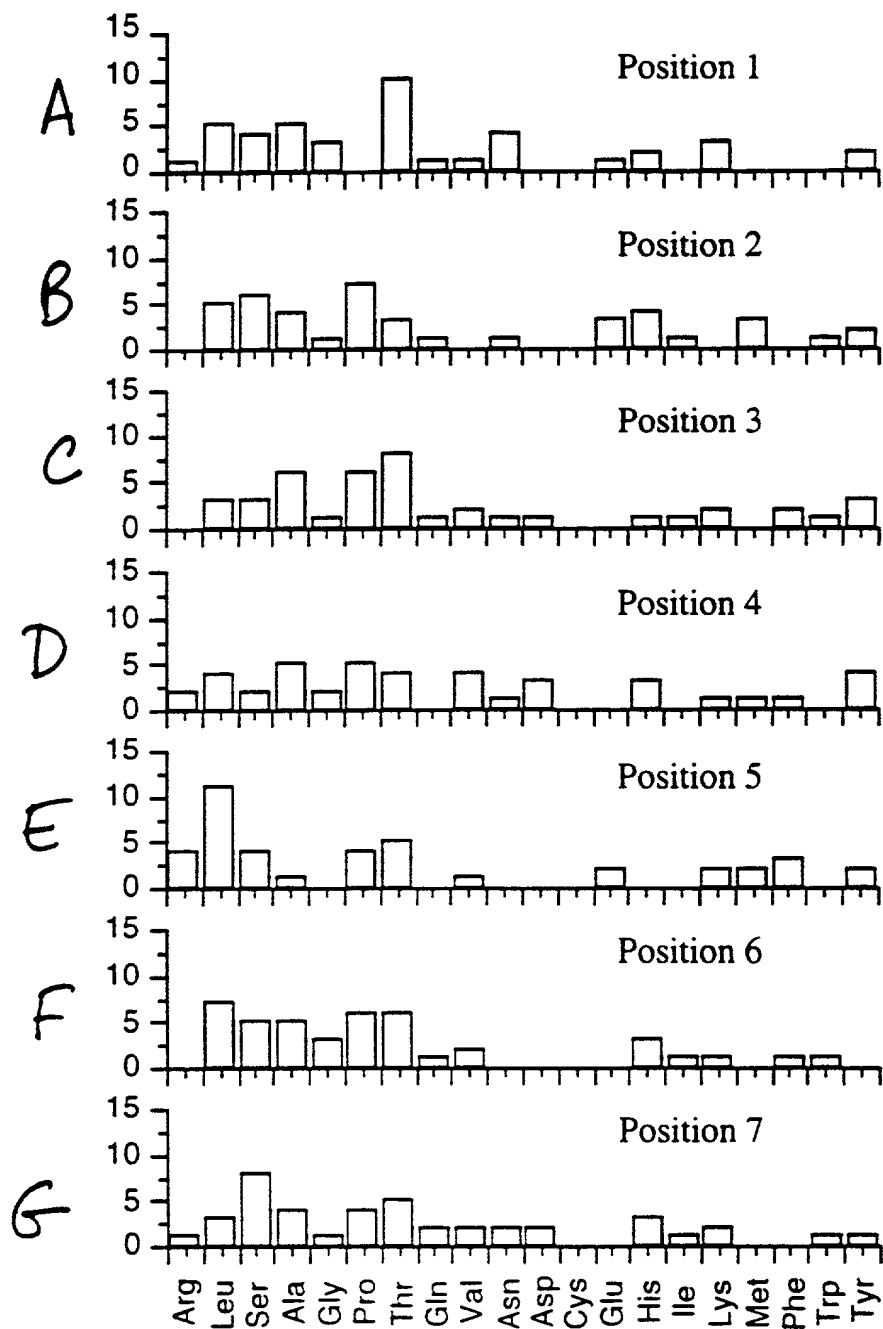 A
15
10
5
0
Position 1
B
15
10
5
0
Position 2
C
15
10
5
0
Position 3
D
15
10
5
0
Position 4
E
15
10
5
0
Position 5
F
15
10
5
0
Position 6
G
15
10
5
0
Position 7
Arg Leu Ser Ala Gly Pro Thr Gln Val Asn Asp Cys Glu His Ile Lys Met Phe Trp Tyr